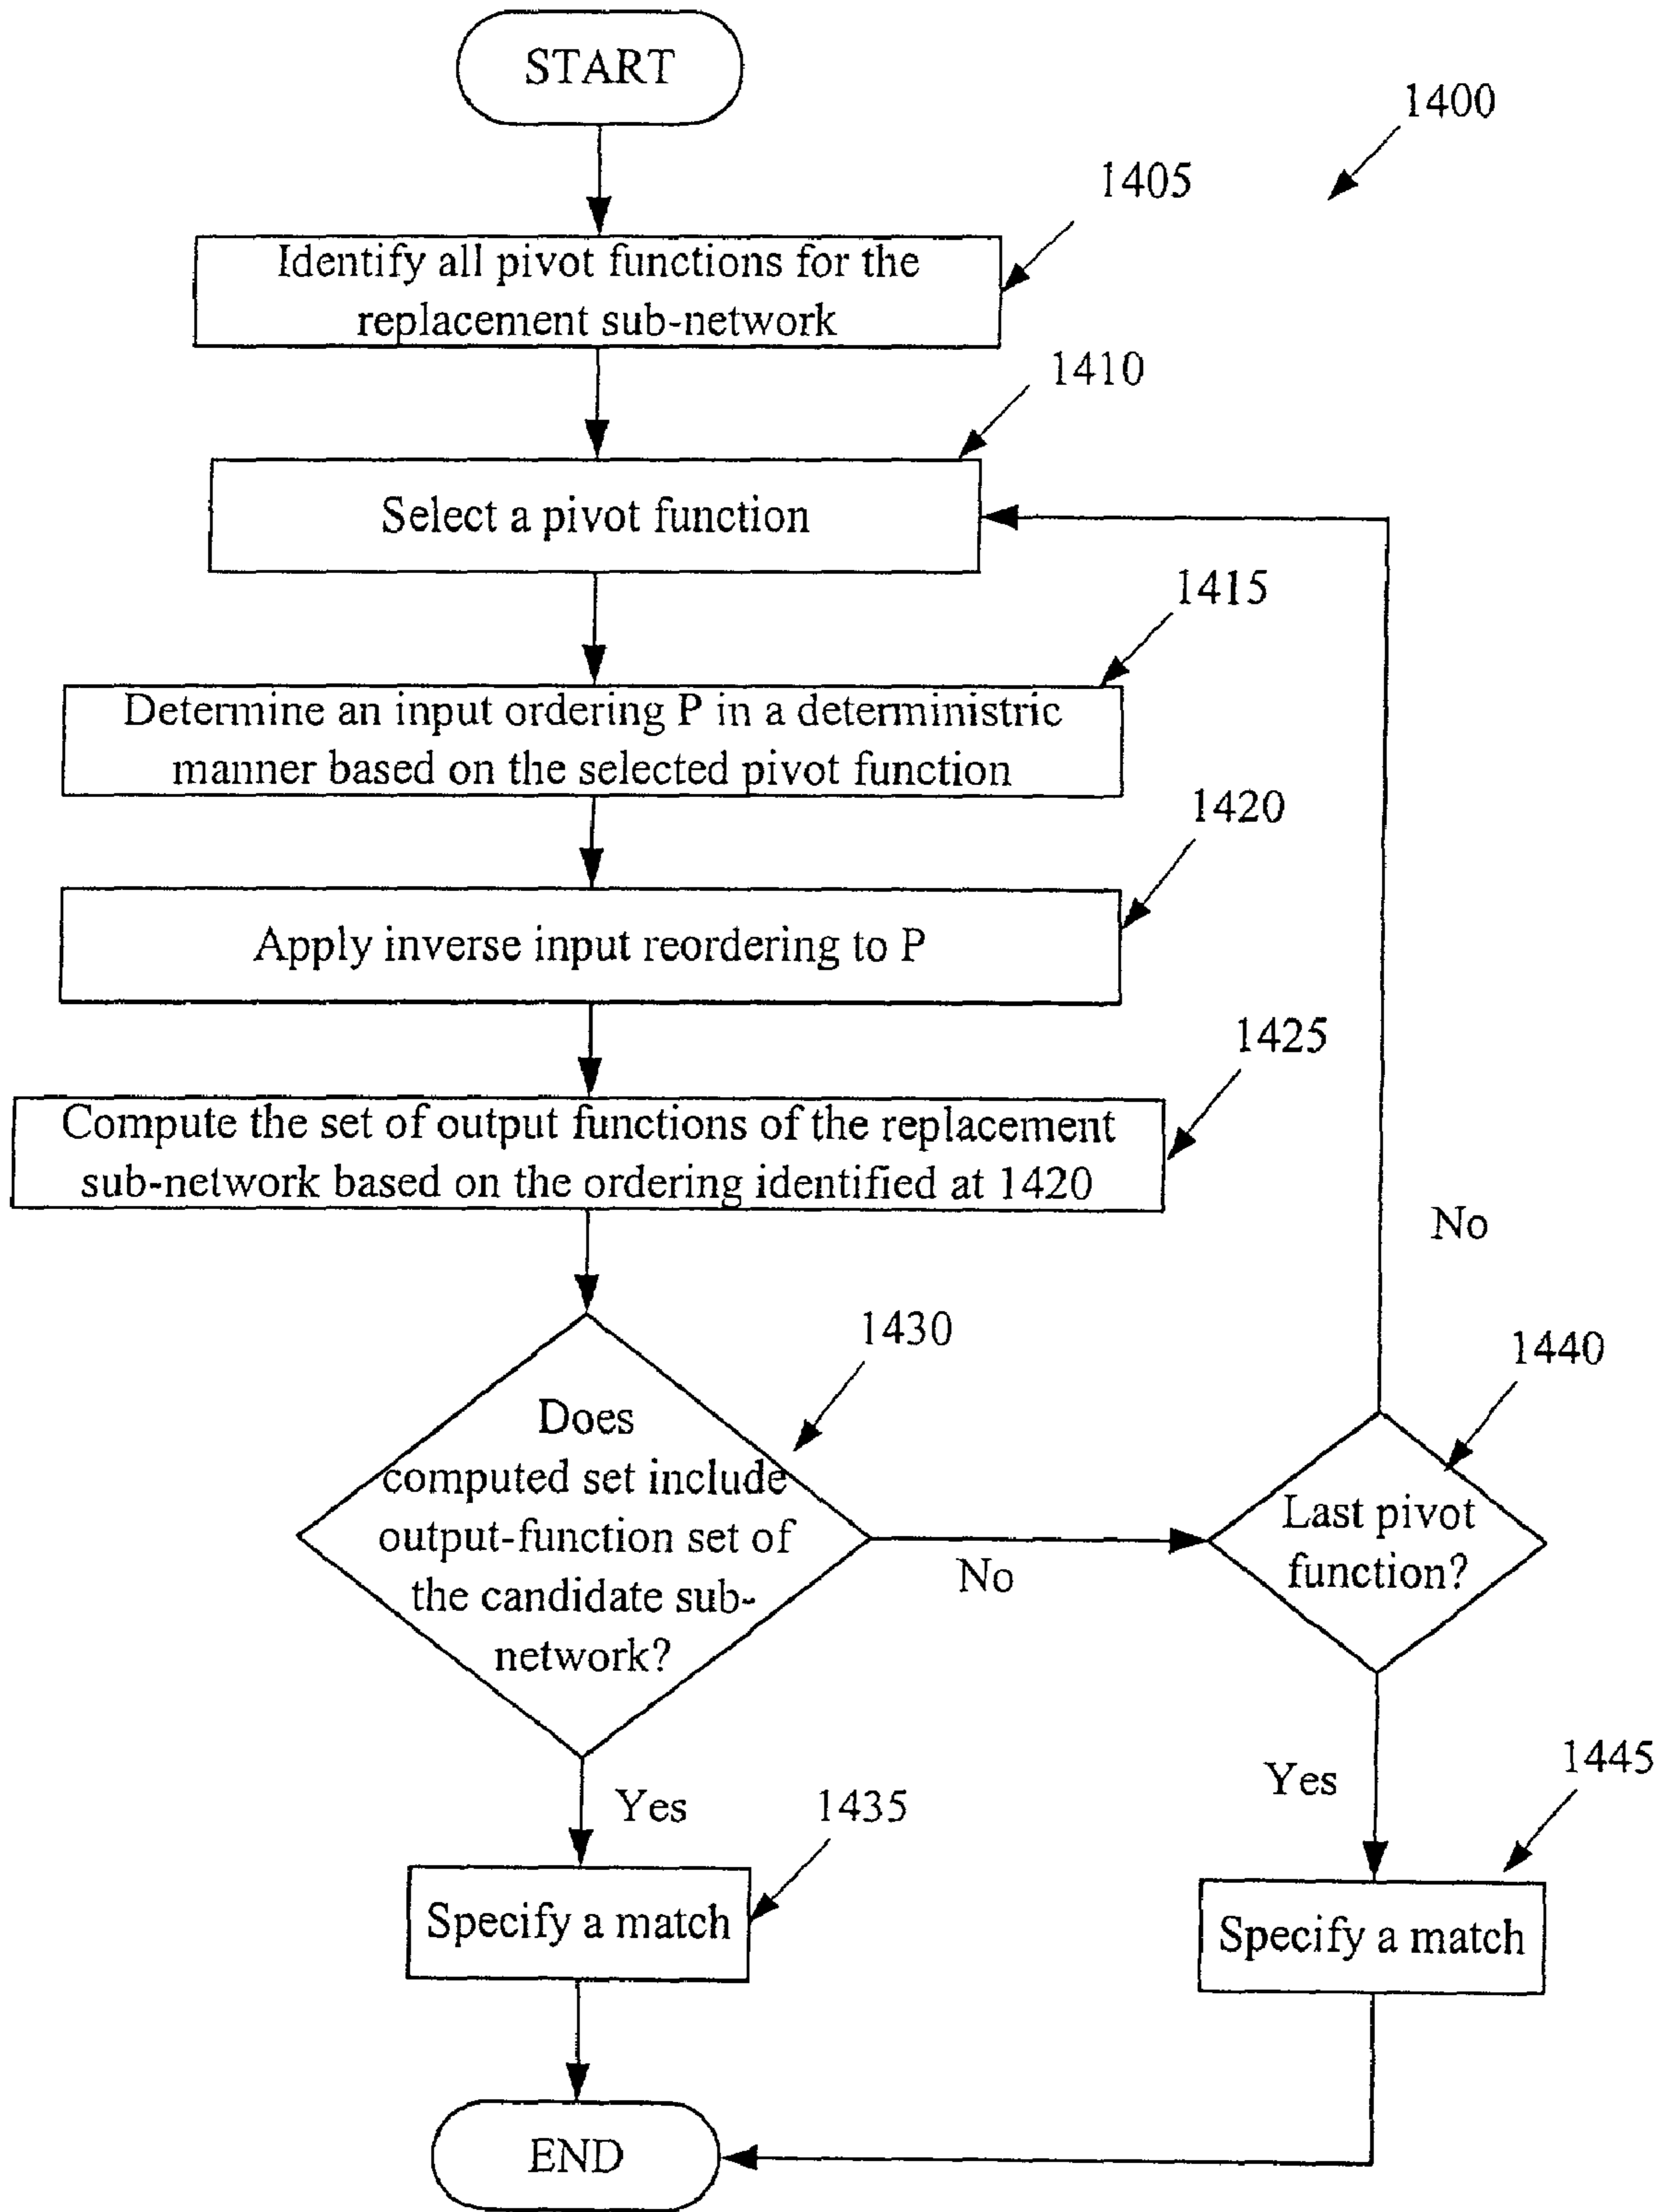 START
1400
1405
Identify all pivot functions for the
replacement sub-network
1410
Select a pivot function
1415
Determine an input ordering P in a deterministric
manner based on the selected pivot function
1420
Apply inverse input reordering to P
1425
Compute the set of output functions of the replacement
sub-network based on the ordering identified at 1420
No
1430
Does
computed set include
output-function set of
the candidate sub-
network?
No
1440
Last pivot
function?
Yes
1435
Specify a match
Yes
1445
Specify a match
END